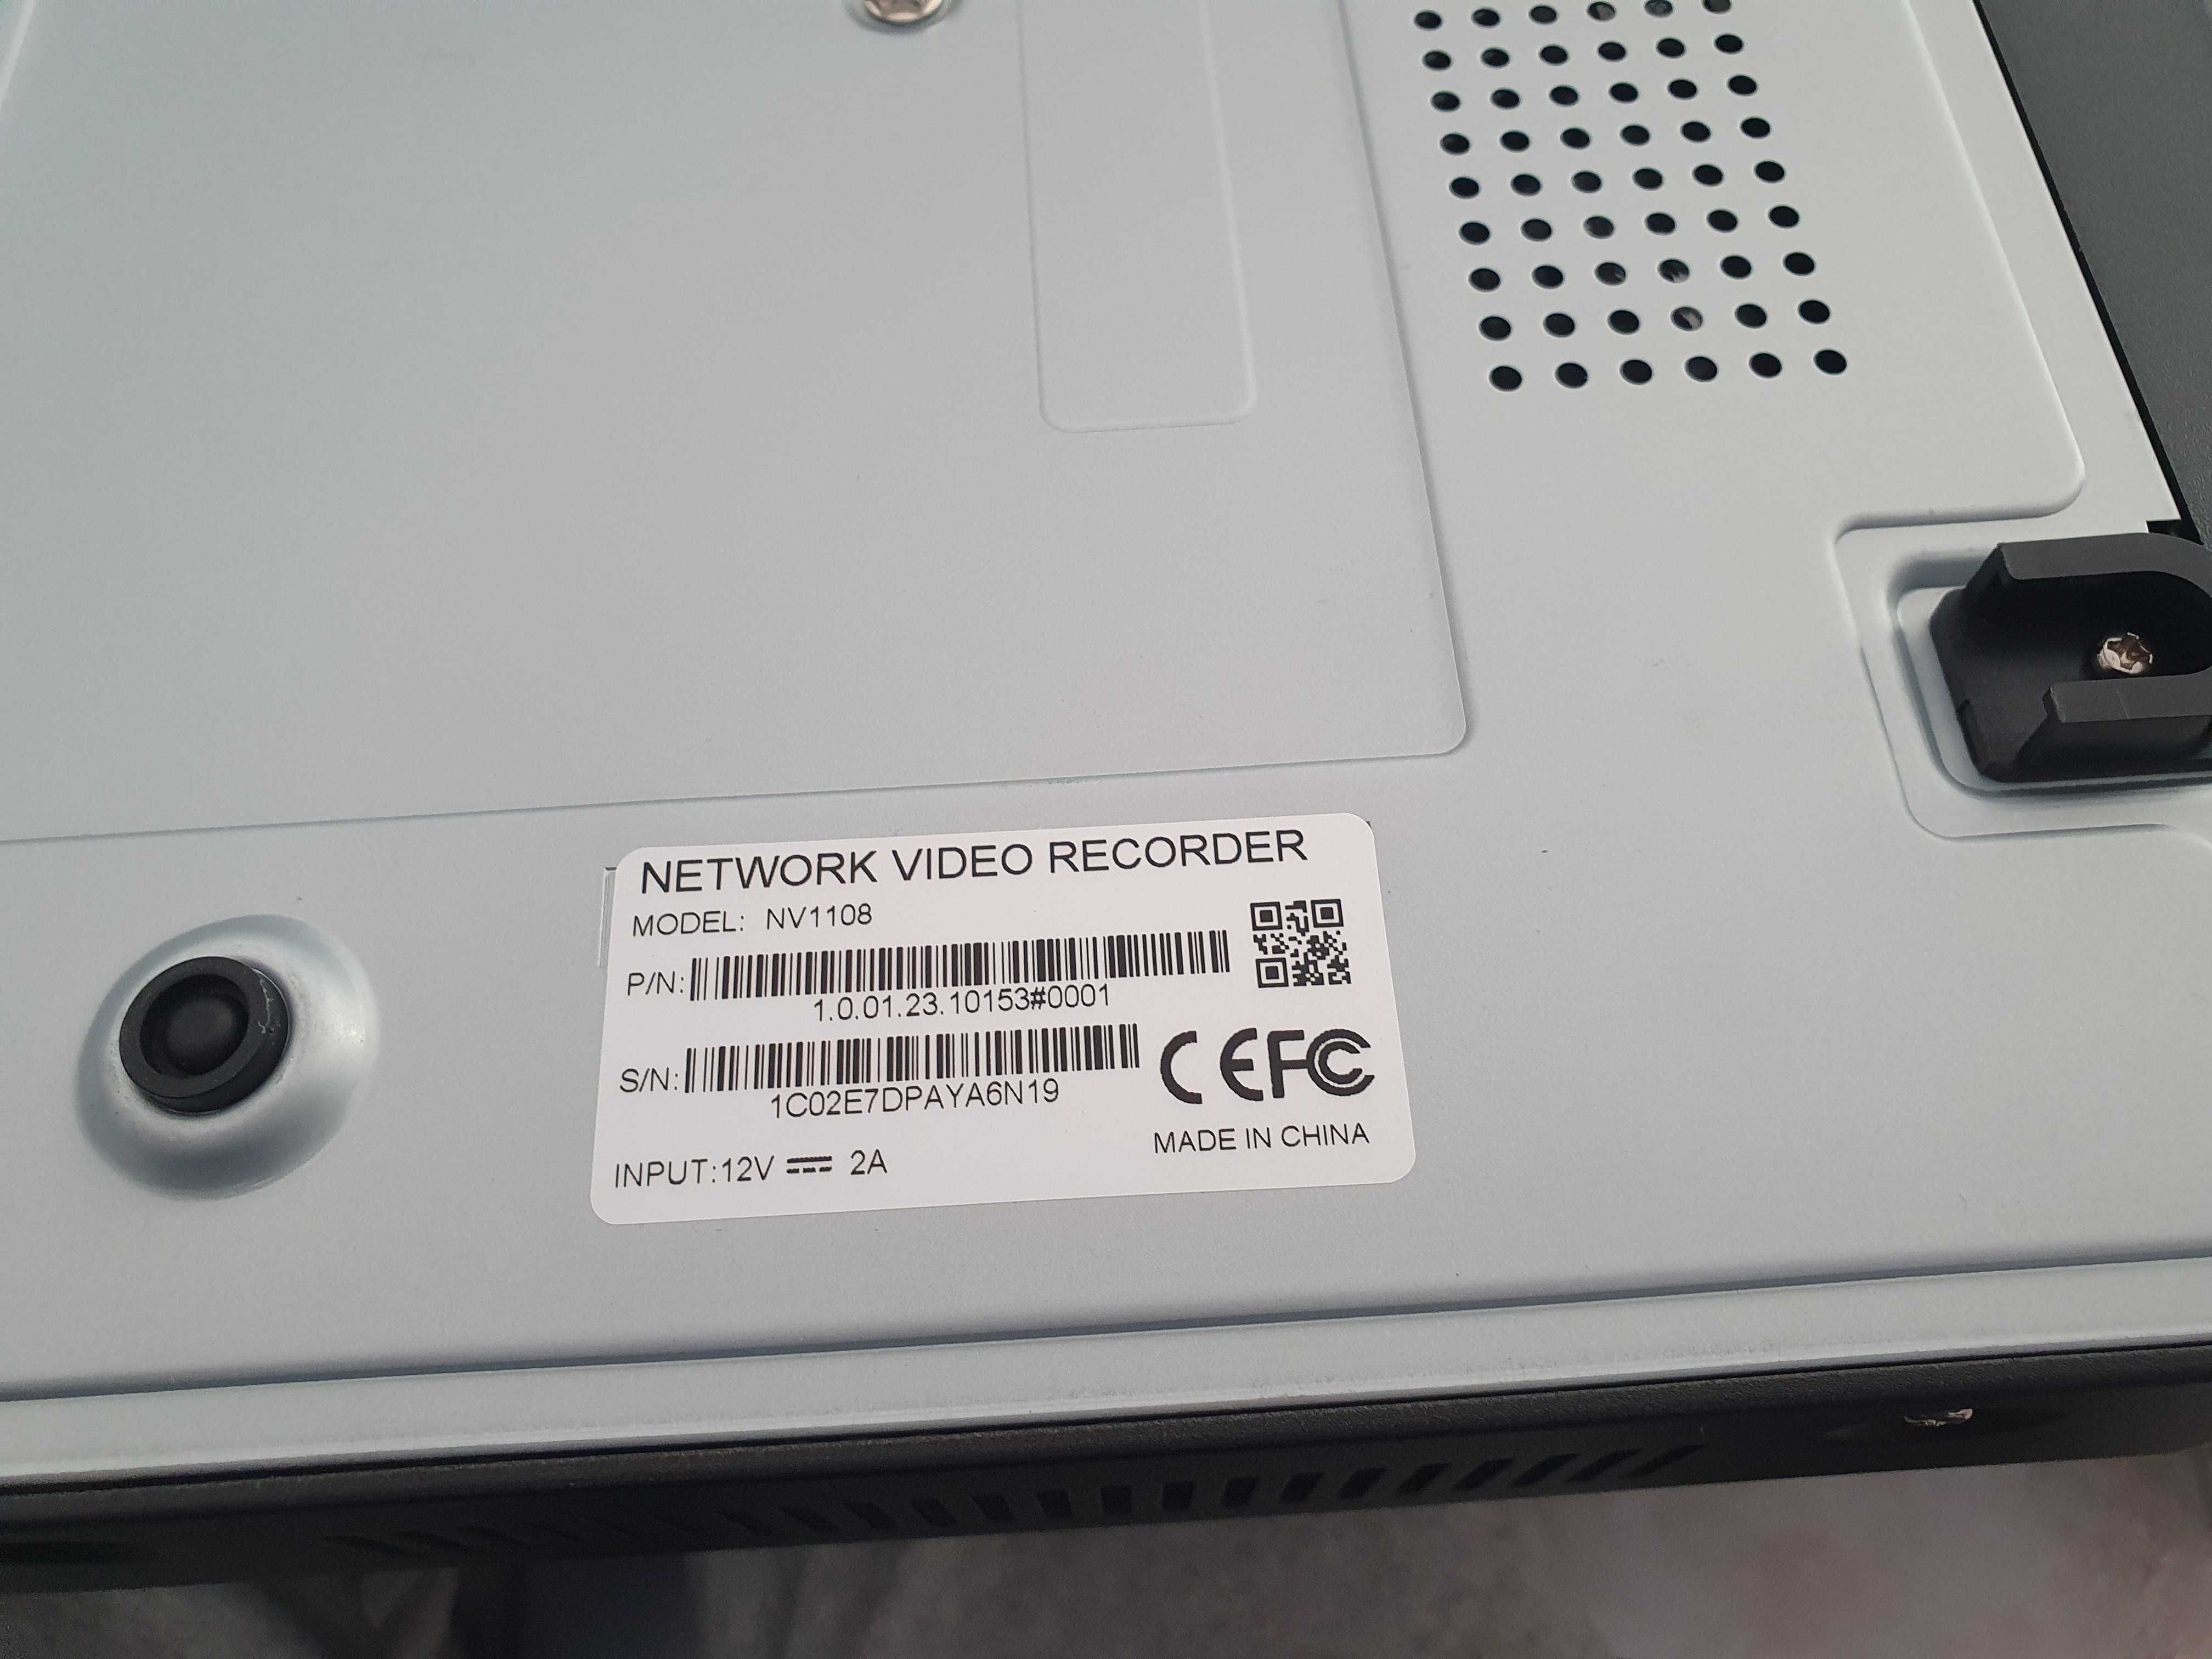 NETWORK VIDEO RECORDER
MODEL: NV1108
P/N:
1.0.01.23.10153#0001
S/N:
1C02E7DPAYA6N19
CE FC
INPUT:12V ⎓ 2A
MADE IN CHINA